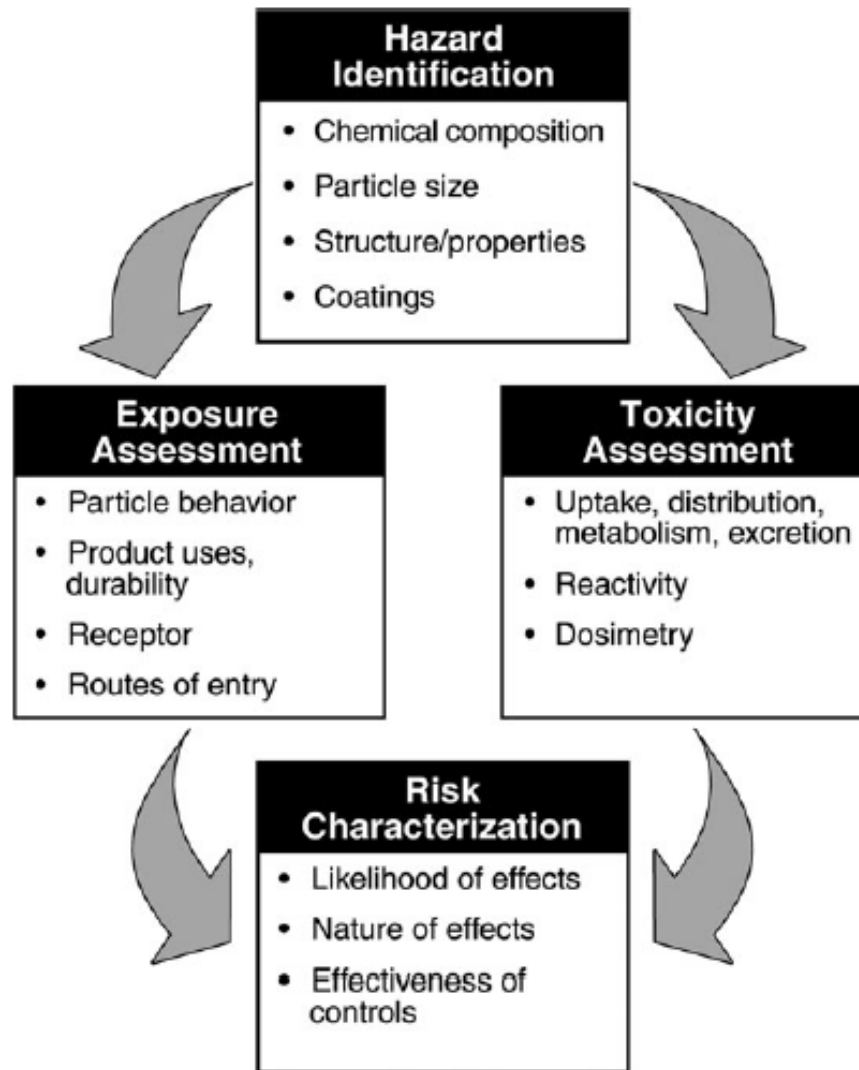 Hazard
Identification
• Chemical composition
• Particle size
• Structure/properties
• Coatings
Exposure
Assessment
• Particle behavior
• Product uses,
durability
• Receptor
• Routes of entry
Toxicity
Assessment
• Uptake, distribution,
metabolism, excretion
• Reactivity
• Dosimetry
Risk
Characterization
• Likelihood of effects
• Nature of effects
• Effectiveness of
controls